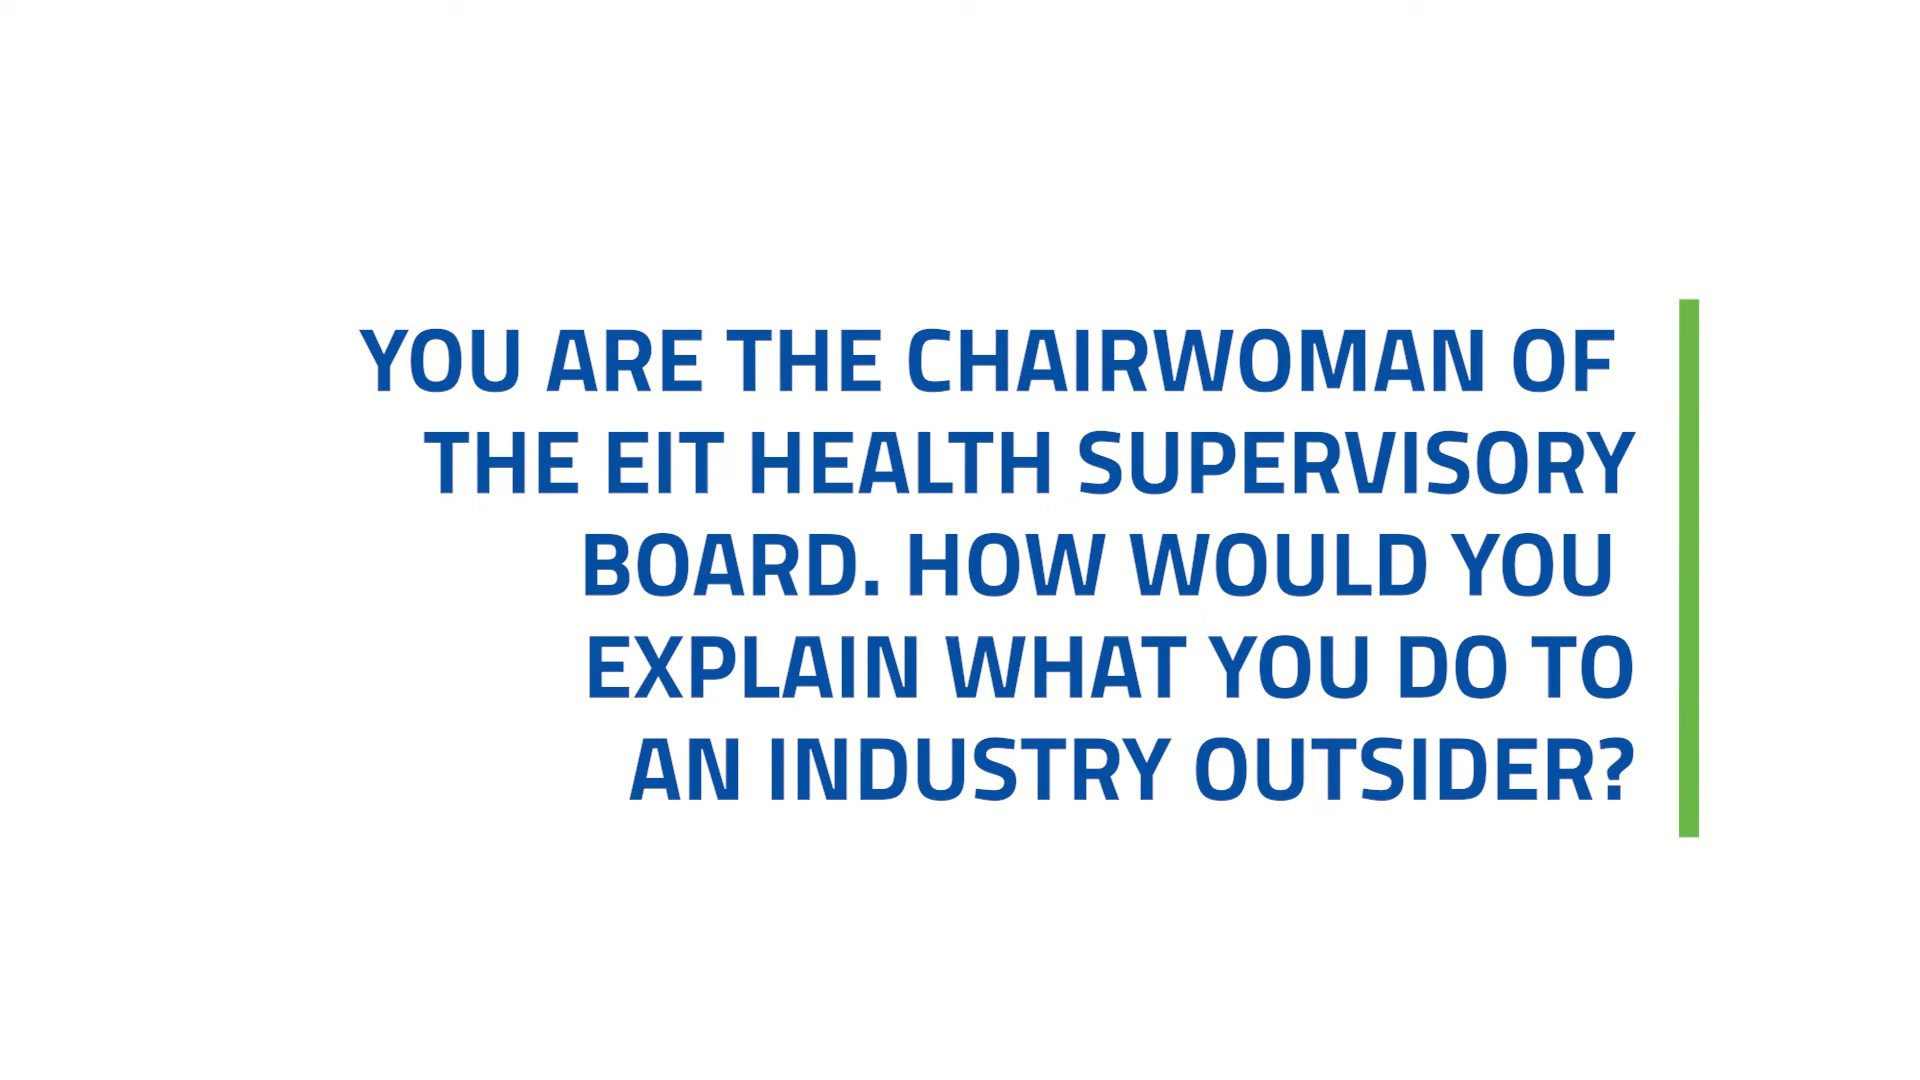 YOU ARE THE CHAIRWOMAN OF
THE EIT HEALTH SUPERVISORY
BOARD. HOW WOULD YOU
EXPLAIN WHAT YOU DO TO
AN INDUSTRY OUTSIDER?